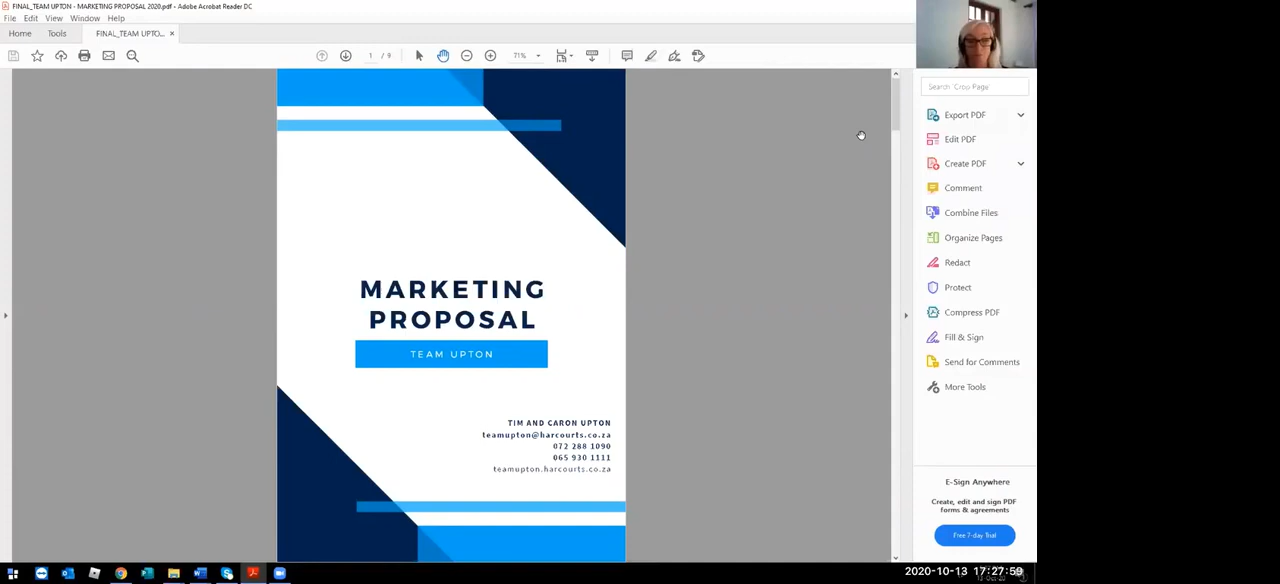 FINAL_TEAM UPTON - MARKETING PROPOSAL 2020.pdf - Adobe Acrobat Reader DC
File Edit View Window Help
Home Tools FINAL_TEAM UPTO... ×
1 / 9 71%
Search 'Crop Page'
Export PDF
Edit PDF
Create PDF
Comment
Combine Files
Organize Pages
Redact
Protect
Compress PDF
Fill & Sign
Send for Comments
More Tools
MARKETING
PROPOSAL
TEAM UPTON
TIM AND CARON UPTON
teamupton@harcourts.co.za
072 288 1090
065 930 1111
teamupton.harcourts.co.za
E-Sign Anywhere
Create, edit and sign PDF
forms & agreements
Free 7-day Trial
2020-10-13 17:27:59